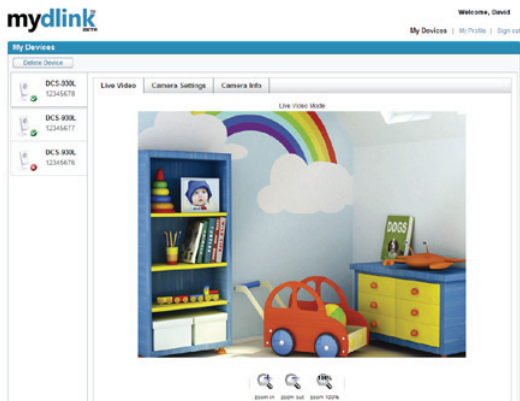 mydlink
BETA
Welcome, David
My Devices | My Profile | Sign out
My Devices
Delete Device
DCS-930L
12345678
DCS-930L
12345677
DCS-930L
12345676
Live Video
Camera Settings
Camera Info
Live Video Mode
DOGS
100%
zoom in
zoom out
zoom 100%